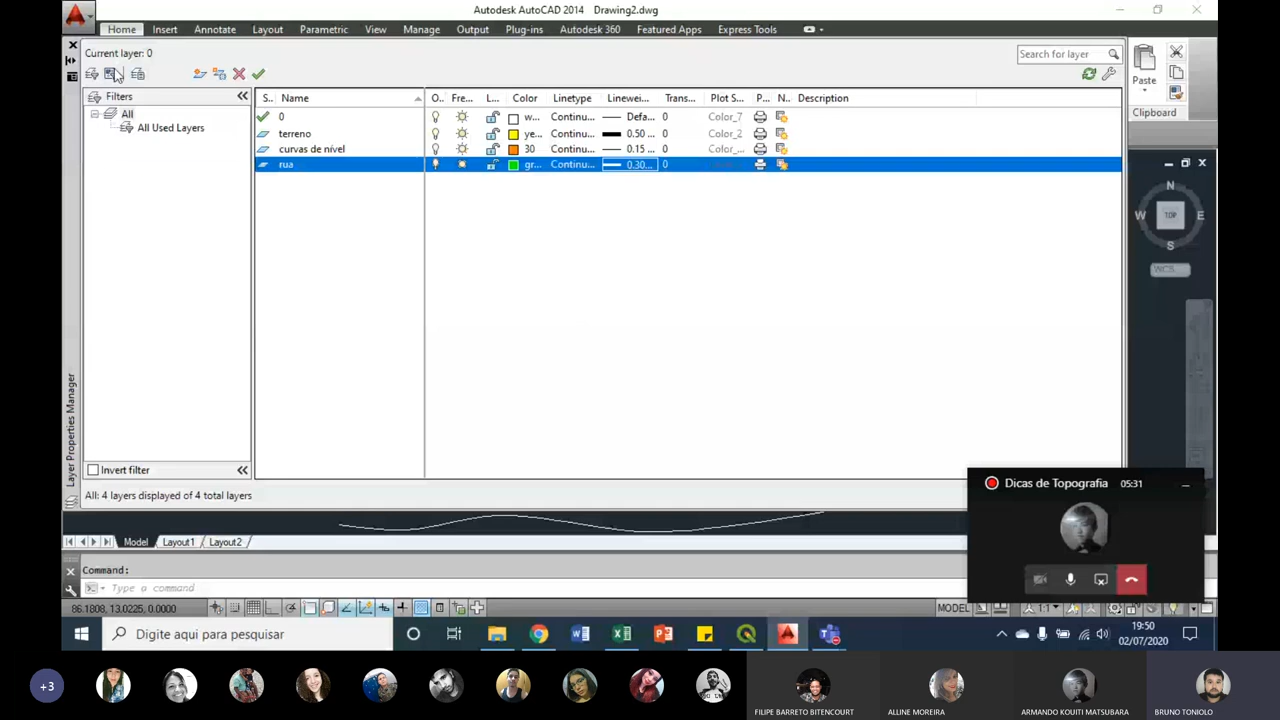 Autodesk AutoCAD 2014 Drawing2.dwg
Home Insert Annotate Layout Parametric View Manage Output Plug-ins Autodesk 360 Featured Apps Express Tools
Current layer: 0
Search for layer
Paste
Clipboard
Filters
All
All Used Layers
S.. Name O.. Fre... L... Color Linetype Linewei... Trans... Plot S... P... N.. Description
0 w... Continu... Defa... 0 Color_7
terreno ye... Continu... 0.50 ... 0 Color_2
curvas de nível 30 Continu... 0.15 ... 0 Color_...
rua gr... Continu... 0.30... 0
N
W TOP E
S
WCS
Layer Properties Manager
Invert filter
All: 4 layers displayed of 4 total layers
Dicas de Topografia 05:31
Model Layout1 Layout2
Command:
Type a command
86.1808, 13.0225, 0.0000
MODEL 1:1
Digite aqui para pesquisar
19:50
02/07/2020
+3
FILIPE BARRETO BITENCOURT ALLINE MOREIRA ARMANDO KOUITI MATSUBARA BRUNO TONIOLO